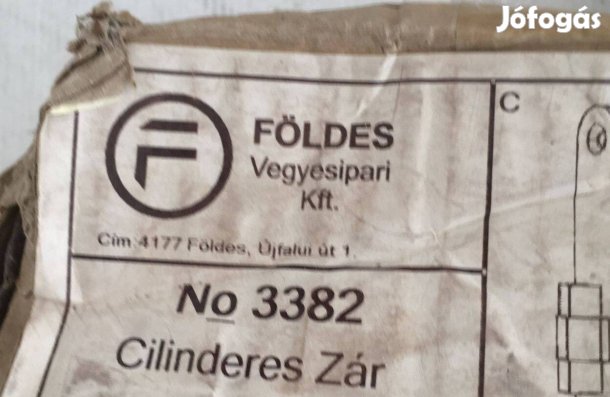 Jófogás
C
F
FÖLDES
Vegyesipari
Kft.
Cím:4177 Földes, Újfalui út 1.
No 3382
Cilinderes Zár